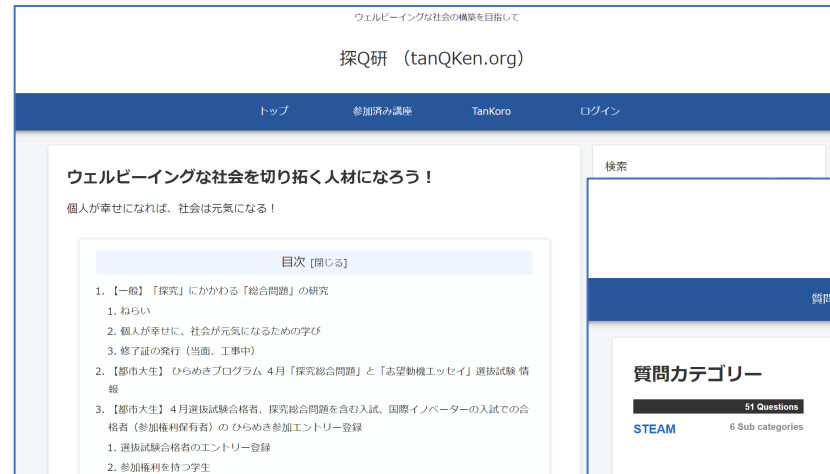 ウェルビーイングな社会の構築を目指して
探Q研 （tanQKen.org）
トップ
参加済み講座
TanKoro
ログイン
ウェルビーイングな社会を切り拓く人材になろう！
個人が幸せになれば、社会は元気になる！
目次 [閉じる]
1. 【一般】「探究」にかかわる「総合問題」の研究
1. ねらい
2. 個人が幸せに、社会が元気になるための学び
3. 修了証の発行（当面、工事中）
2. 【都市大生】 ひらめきプログラム ４月「探究総合問題」と「志望動機エッセイ」選抜試験 情
報
3. 【都市大生】４月選抜試験合格者、探究総合問題を含む入試、国際イノベーターの入試での合
格者（参加権利保有者）の ひらめき参加エントリー登録
1. 選抜試験合格者のエントリー登録
2. 参加権利を持つ学生
検索
質問
質問カテゴリー
51 Questions
STEAM
6 Sub categories